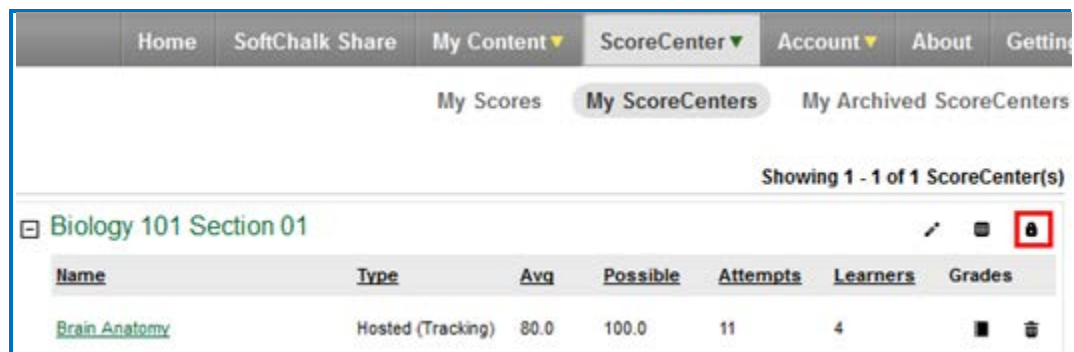 Home SoftChalk Share My Content ScoreCenter Account About Getting
My Scores My ScoreCenters My Archived ScoreCenters
Showing 1 - 1 of 1 ScoreCenter(s)
Biology 101 Section 01
Name Type Avg Possible Attempts Learners Grades
Brain Anatomy Hosted (Tracking) 80.0 100.0 11 4